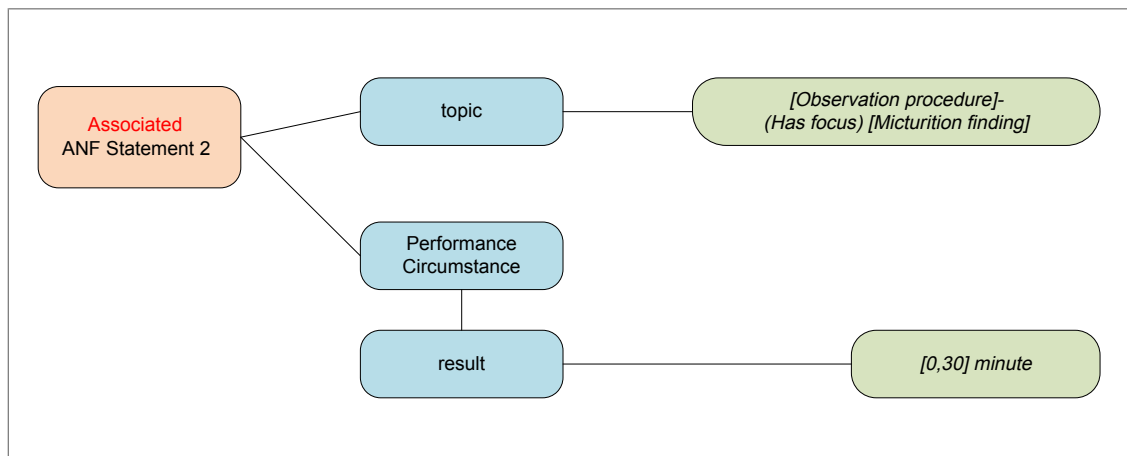 Associated
ANF Statement 2
topic
[Observation procedure]-
(Has focus) [Micturition finding]
Performance
Circumstance
result
[0,30] minute